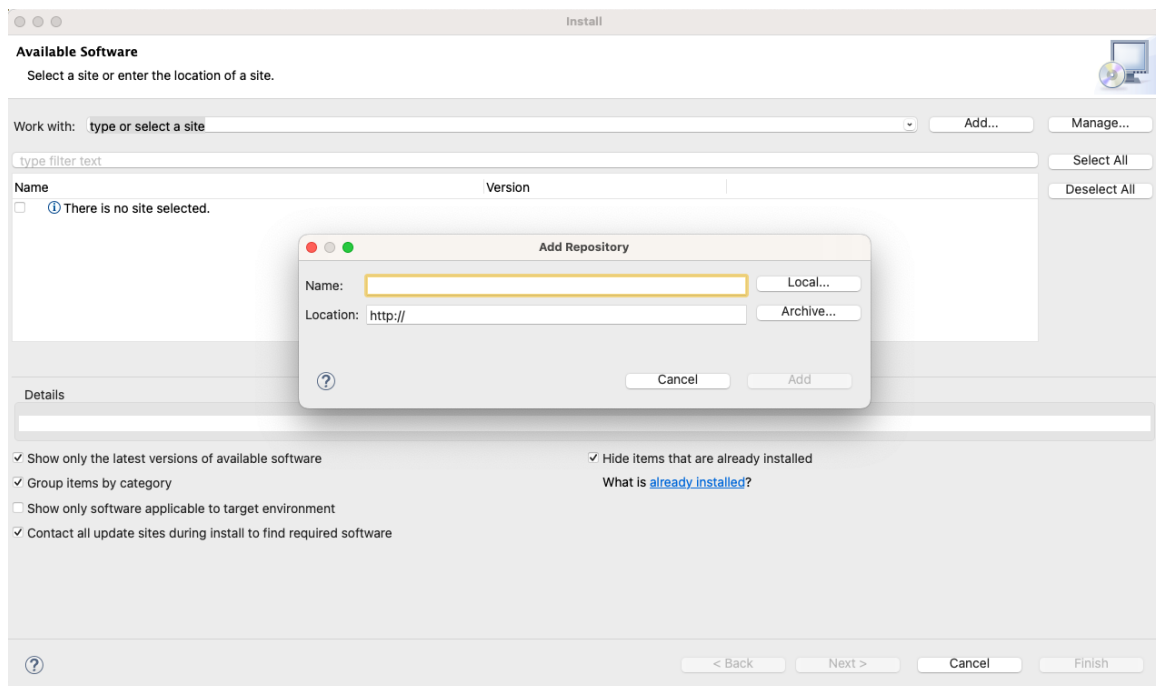 Install
Available Software
Select a site or enter the location of a site.
Work with: type or select a site Add... Manage...
type filter text Select All
Name Version Deselect All
There is no site selected.
Add Repository
Name: Local...
Location: http:// Archive...
? Cancel Add
Details
Show only the latest versions of available software Hide items that are already installed
Group items by category What is already installed?
Show only software applicable to target environment
Contact all update sites during install to find required software
? < Back Next > Cancel Finish